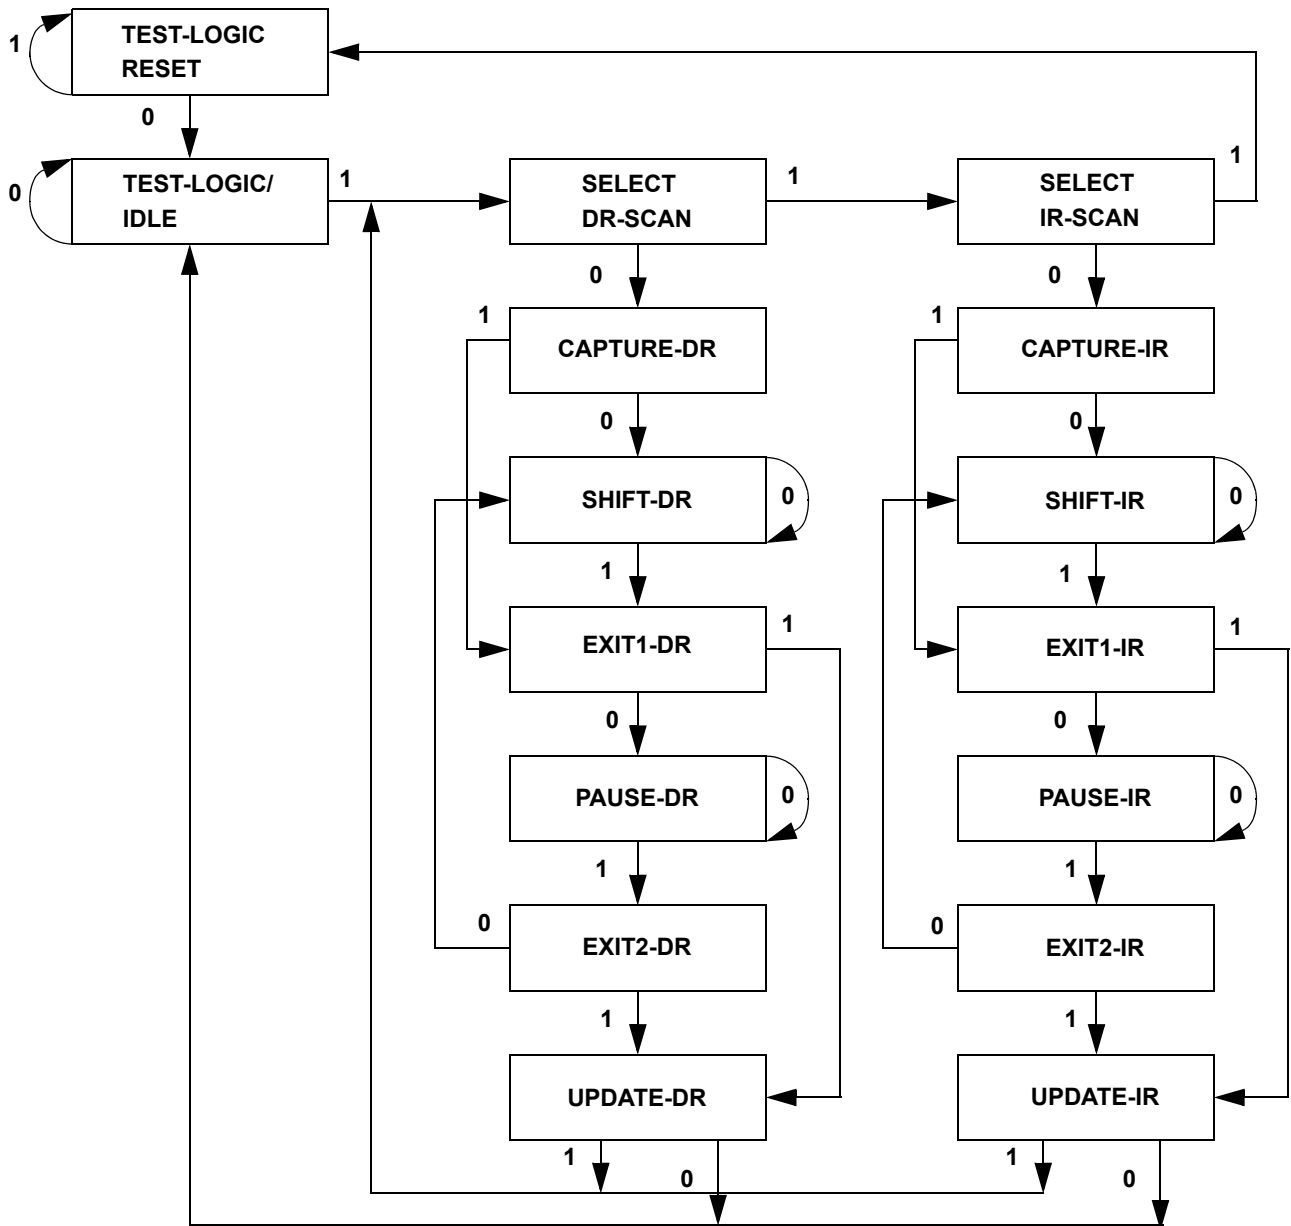 TEST-LOGIC
RESET
1
0
TEST-LOGIC/
IDLE
0
1
SELECT
DR-SCAN
1
SELECT
IR-SCAN
1
0
0
1
CAPTURE-DR
1
CAPTURE-IR
0
0
SHIFT-DR
0
SHIFT-IR
0
1
1
EXIT1-DR
1
EXIT1-IR
1
0
0
PAUSE-DR
0
PAUSE-IR
0
1
1
0
EXIT2-DR
0
EXIT2-IR
1
1
UPDATE-DR
UPDATE-IR
1
0
1
0